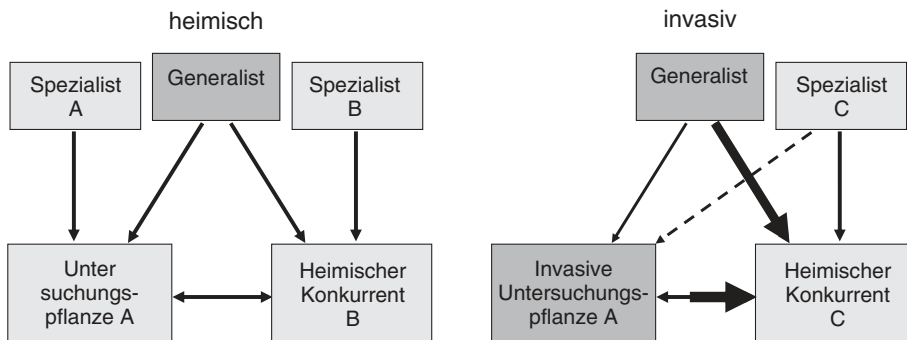 heimisch
Spezialist
A
Generalist
Spezialist
B
Unter
suchungs-
pflanze A
Heimischer
Konkurrent
B
invasiv
Generalist
Spezialist
C
Invasive
Untersuchungs-
pflanze A
Heimischer
Konkurrent
C